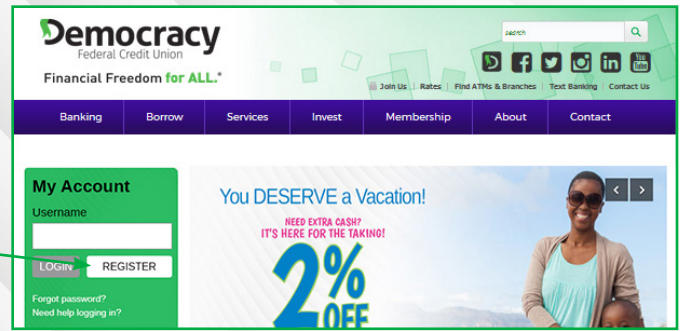 Democracy
Federal Credit Union
Financial Freedom for ALL.®
search
You Tube
Join Us | Rates | Find ATMs & Branches | Text Banking | Contact Us
Banking Borrow Services Invest Membership About Contact
My Account
Username
LOGIN REGISTER
Forgot password?
Need help logging in?
You DESERVE a Vacation!
NEED EXTRA CASH?
IT'S HERE FOR THE TAKING!
2%
OFF